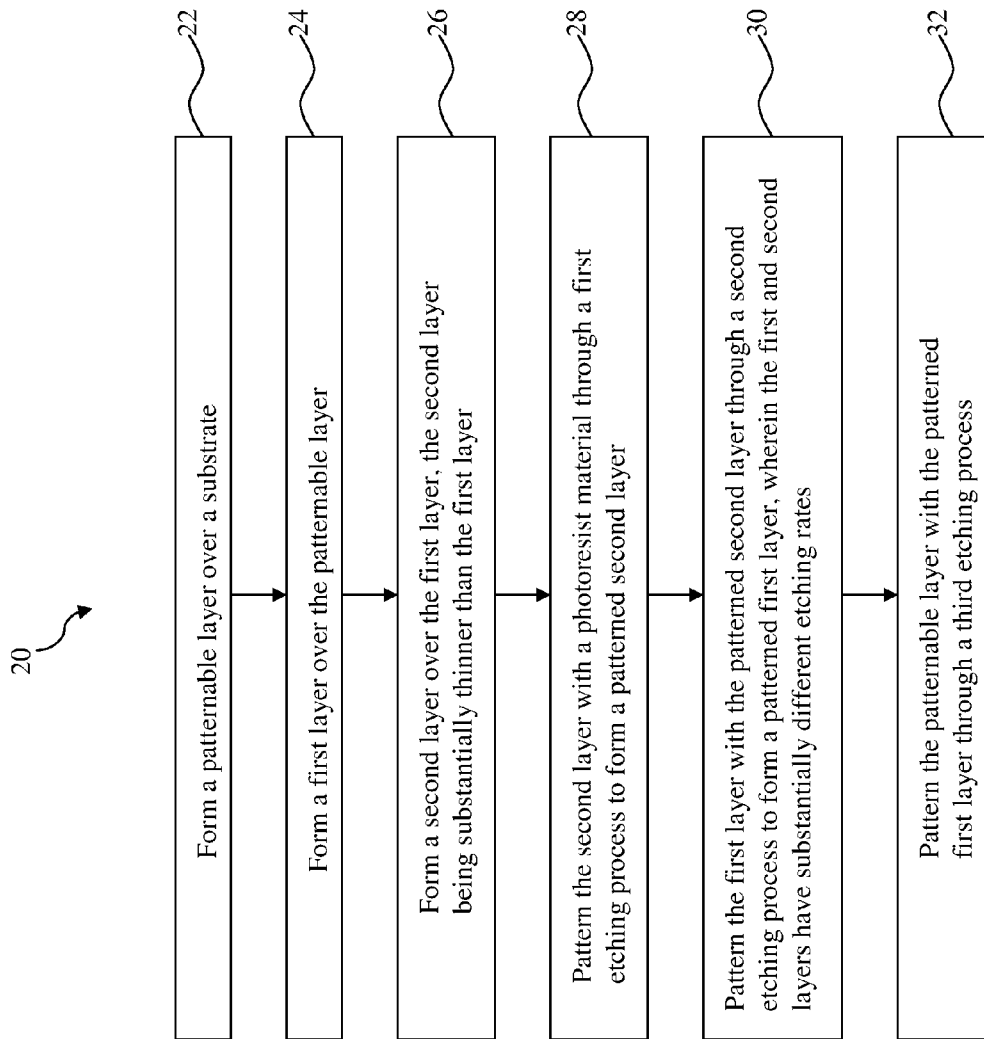 20
Form a patternable layer over a substrate
22
Form a first layer over the patternable layer
24
Form a second layer over the first layer, the second layer
being substantially thinner than the first layer
26
Pattern the second layer with a photoresist material through a first
etching process to form a patterned second layer
28
Pattern the first layer with the patterned second layer through a second
etching process to form a patterned first layer, wherein the first and second
layers have substantially different etching rates
30
Pattern the patternable layer with the patterned
first layer through a third etching process
32